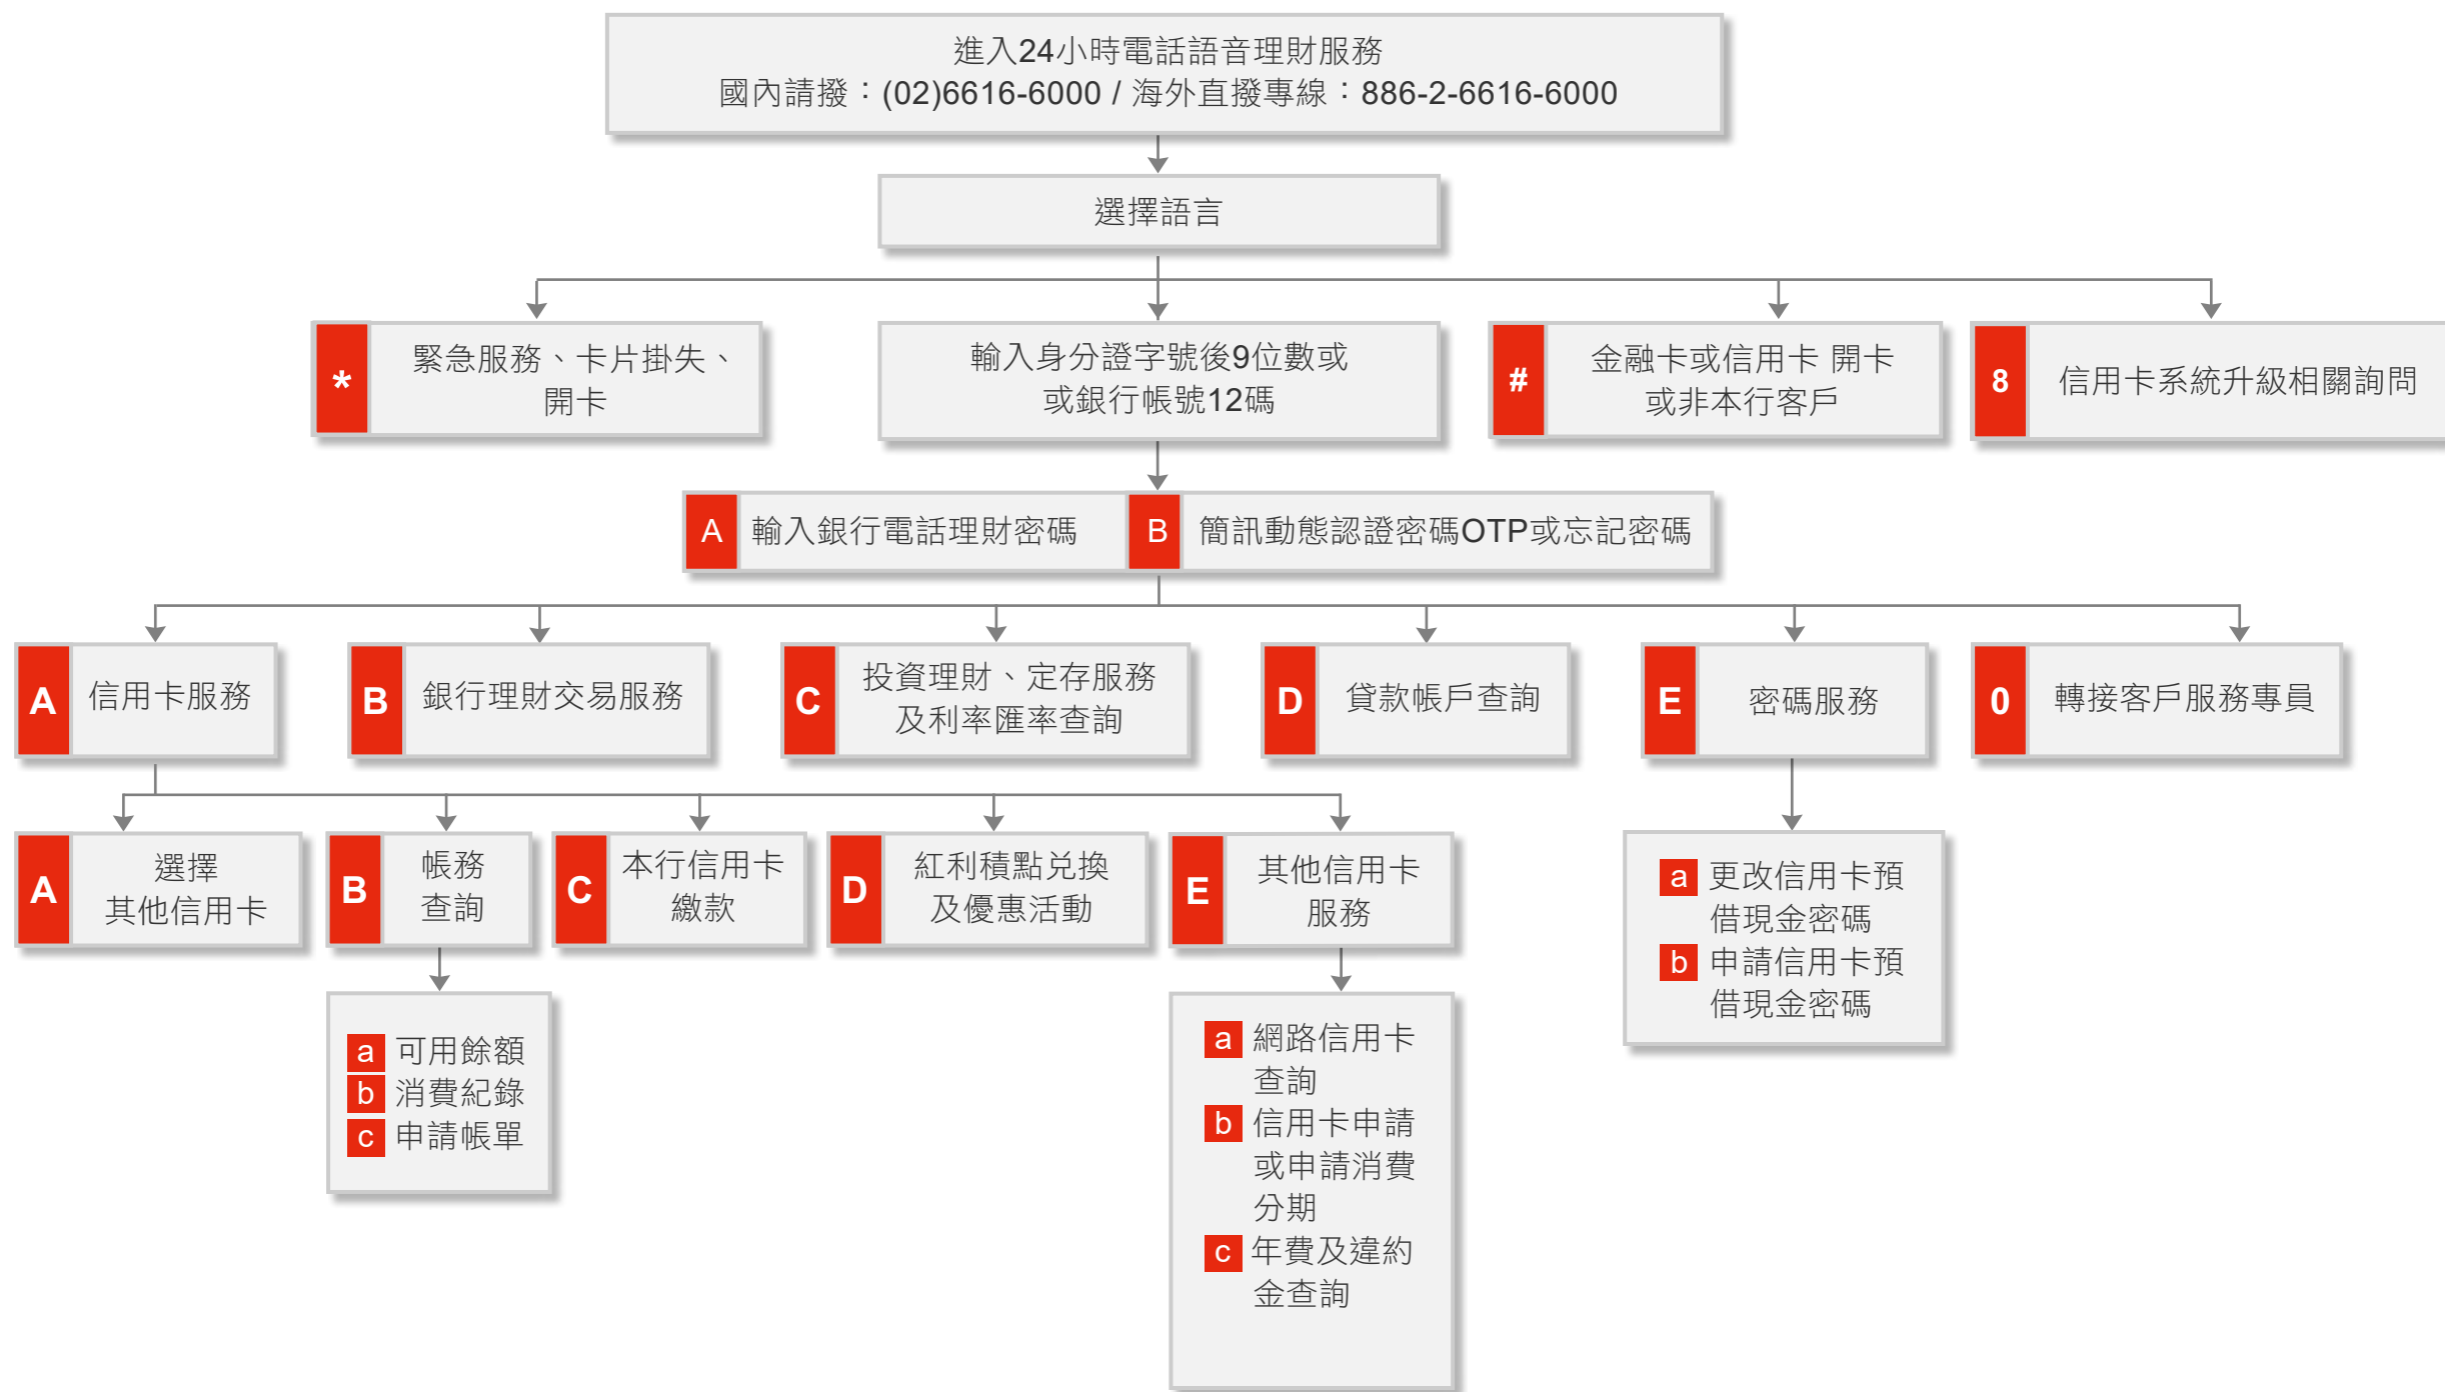 進入24小時電話語音理財服務
國內請撥：(02)6616-6000 / 海外直撥專線：886-2-6616-6000
選擇語言
*
緊急服務、卡片掛失、
開卡
輸入身分證字號後9位數或
或銀行帳號12碼
#
金融卡或信用卡 開卡
或非本行客戶
8
信用卡系統升級相關詢問
A 輸入銀行電話理財密碼
B 簡訊動態認證密碼OTP或忘記密碼
A 信用卡服務
B 銀行理財交易服務
C
投資理財、定存服務
及利率匯率查詢
D 貸款帳戶查詢
E 密碼服務
0 轉接客戶服務專員
A
選擇
其他信用卡
B
帳務
查詢
C
本行信用卡
繳款
D
紅利積點兌換
及優惠活動
E
其他信用卡
服務
a 更改信用卡預
借現金密碼
b 申請信用卡預
借現金密碼
a 可用餘額
b 消費紀錄
c 申請帳單
a 網路信用卡
查詢
b 信用卡申請
或申請消費
分期
c 年費及違約
金查詢